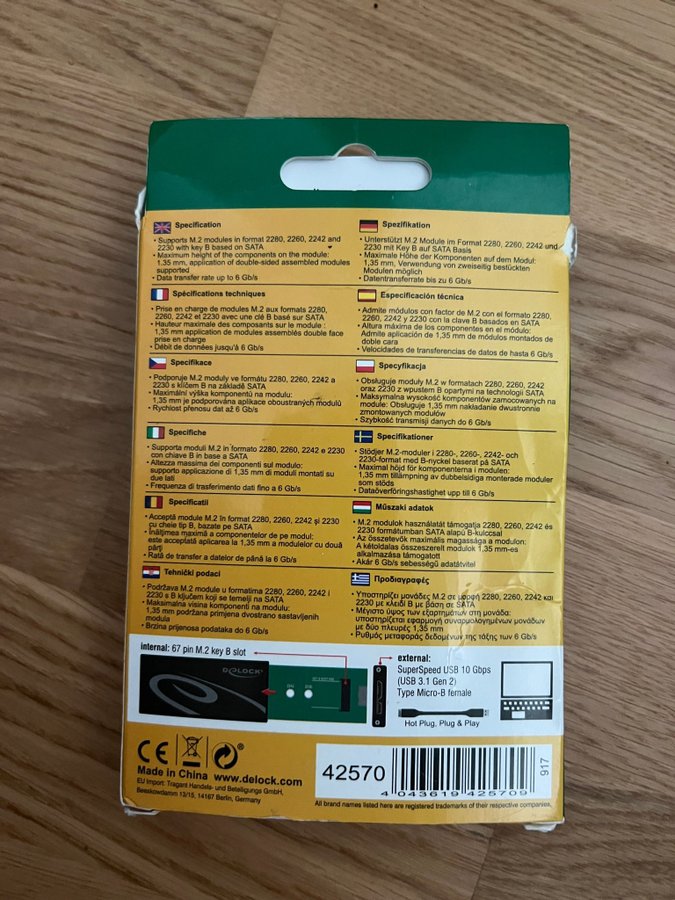 Specification
• Supports M.2 modules in format 2280, 2260, 2242 and
2230 with key B based on SATA
• Maximum height of the components on the module:
1,35 mm, application of double-sided assembled modules
supported
• Data transfer rate up to 6 Gb/s
Spezifikation
• Unterstützt M.2 Module im Format 2280, 2260, 2242 und
2230 mit Key B auf SATA Basis
• Maximale Höhe der Komponenten auf dem Modul:
1,35 mm, Verwendung von zweiseitig bestückten
Modulen möglich
• Datentransferrate bis zu 6 Gb/s
Spécifications techniques
• Prise en charge de modules M.2 aux formats 2280,
2260, 2242 et 2230 avec une clé B basé sur SATA
• Hauteur maximale des composants sur le module :
1,35 mm application de modules assemblés double face
prise en charge
• Débit de données jusqu'à 6 Gb/s
Especificación técnica
• Admite módulos con factor de M.2 con el formato 2280,
2260, 2242 y 2230 con la clave B basados en SATA
• Altura máxima de los componentes en el módulo:
Admite aplicación de 1,35 mm de módulos montados de
doble cara
• Velocidades de transferencias de datos de hasta 6 Gb/s
Specifikace
• Podporuje M.2 moduly ve formátu 2280, 2260, 2242 a
2230 s klíčem B na základě SATA
• Maximální výška komponentů na modulu:
1,35 mm je podporována aplikace oboustranných modulů
• Rychlost přenosu dat až 6 Gb/s
Specyfikacja
• Obsługuje moduły M.2 w formatach 2280, 2260, 2242
oraz 2230 z wpustem B opartymi na technologii SATA
• Maksymalna wysokość komponentów zamocowanych na
module: Obsługuje 1,35 mm nakładanie dwustronnie
zmontowanych modułów
• Szybkość transmisji danych do 6 Gb/s
Specifiche
• Supporta moduli M.2 in formato 2280, 2260, 2242 e 2230
con chiave B in base a SATA
• Altezza massima dei componenti sul modulo:
supporto applicazione di 1,35 mm di moduli montati su
due lati
• Frequenza di trasferimento dati fino a 6 Gb/s
Specifikationer
• Stödjer M.2-moduler i 2280-, 2260-, 2242- och
2230-format med B-nyckel baserat på SATA
• Maximal höjd för komponenterna i modulen:
1,35 mm tillämpning av dubbelsidiga monterade moduler
som stöds
• Dataöverföringshastighet upp till 6 Gb/s
Specificatii
• Acceptă module M.2 în format 2280, 2260, 2242 și 2230
cu cheie tip B, bazate pe SATA
• Înălțimea maximă a componentelor de pe modul:
este acceptată aplicarea la 1,35 mm a modulelor cu două
părți
• Rată de transfer a datelor de până la 6 Gb/s
Műszaki adatok
• M.2 modulok használatát támogatja 2280, 2260, 2242 és
2230 formátumban SATA alapú B-kulccsal
• Az összetevők maximális magassága a modulon:
A kétoldalas összeszerelt modulok 1,35 mm-es
alkalmazása támogatott
• Akár 6 Gb/s sebességű adatátvitel
Tehnički podaci
• Podržava M.2 module u formatima 2280, 2260, 2242 i
2230 s B ključem koji se temelji na SATA
• Maksimalna visina komponenti na modulu:
1,35 mm podržana primjena dvostrano sastavljenih
modula
• Brzina prijenosa podataka do 6 Gb/s
Προδιαγραφές
• Υποστηρίζει μονάδες M.2 σε μορφή 2280, 2260, 2242 και
2230 με κλειδί B με βάση σε SATA
• Μέγιστο ύψος των εξαρτημάτων στη μονάδα:
υποστηρίζεται εφαρμογή συναρμολογημένων μονάδων
με δύο πλευρές 1,35 mm
• Ρυθμός μεταφοράς δεδομένων της τάξης των 6 Gb/s
internal: 67 pin M.2 key B slot
DELOCK®
external:
SuperSpeed USB 10 Gbps
(USB 3.1 Gen 2)
Type Micro-B female
Hot Plug, Plug & Play
CE
Made in China www.delock.com
EU Import: Tragant Handels- und Beteiligungs GmbH,
Beeskowdamm 13/15, 14167 Berlin, Germany
42570
4 043619 425709
917
All brand names listed here are registered trademarks of their respective companies.